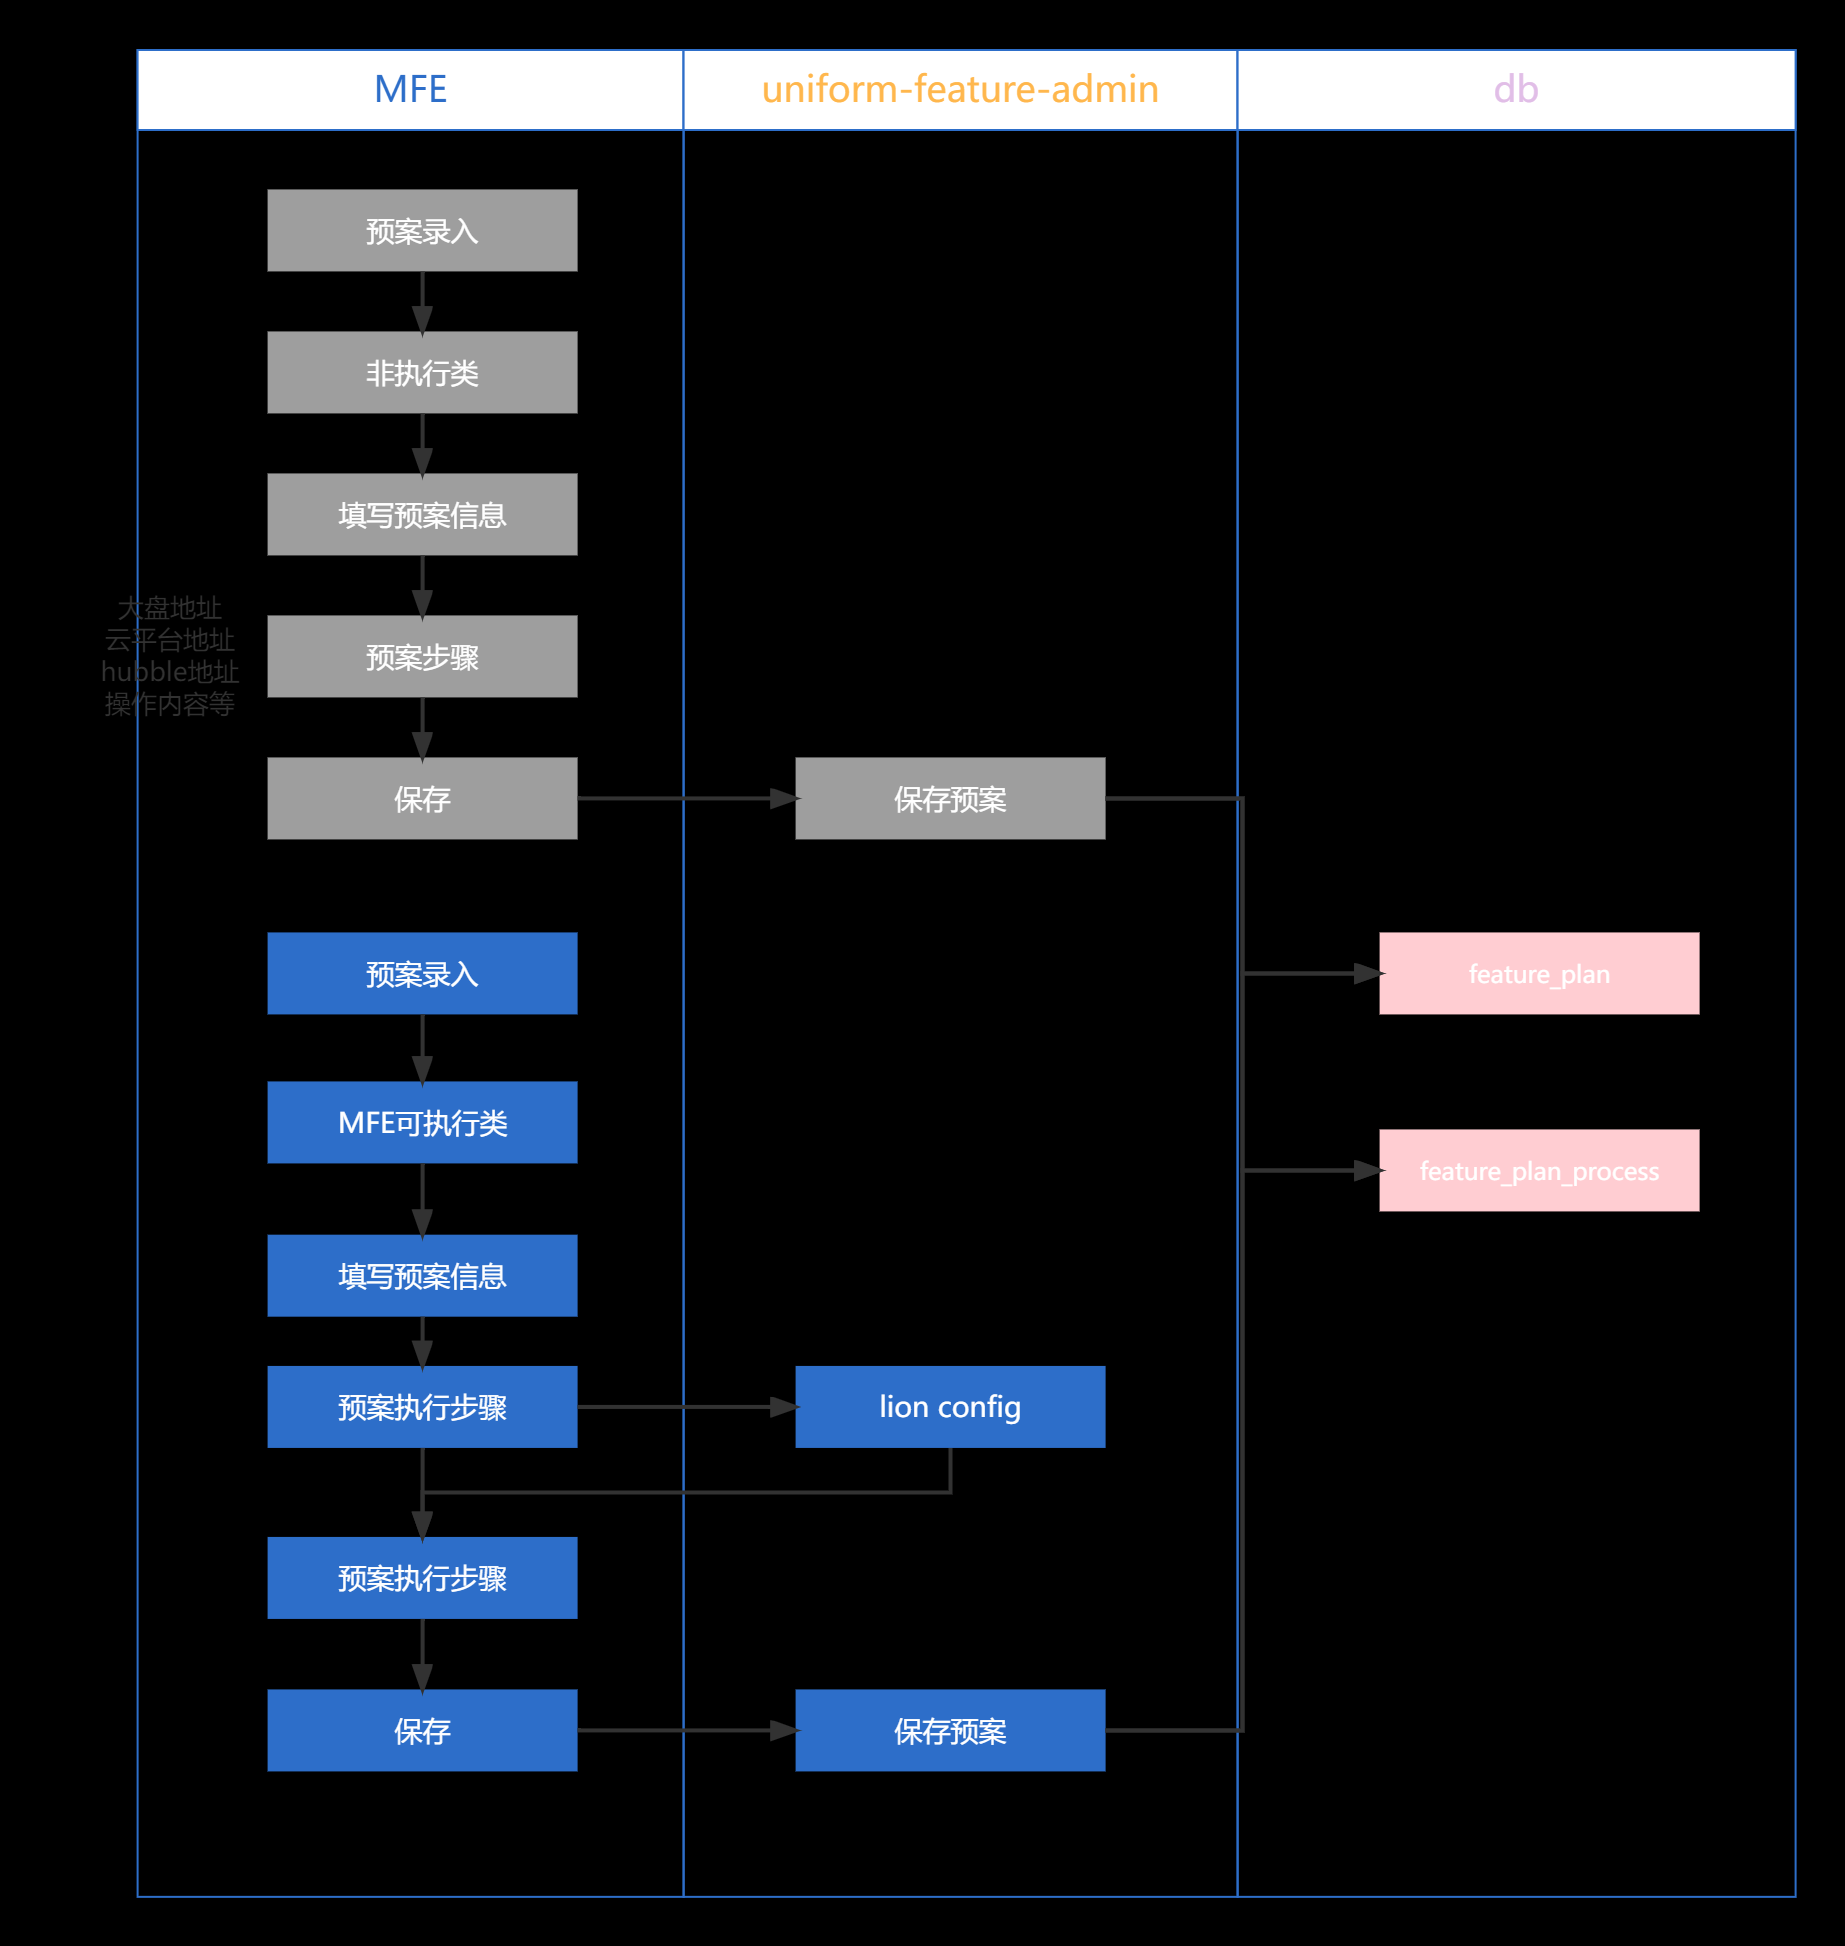 MFE
uniform-feature-admin
db
预案录入
非执行类
填写预案信息
大盘地址
云平台地址
hubble地址
操作内容等
预案步骤
保存
保存预案
预案录入
feature_plan
MFE可执行类
feature_plan_process
填写预案信息
预案执行步骤
lion config
预案执行步骤
保存
保存预案